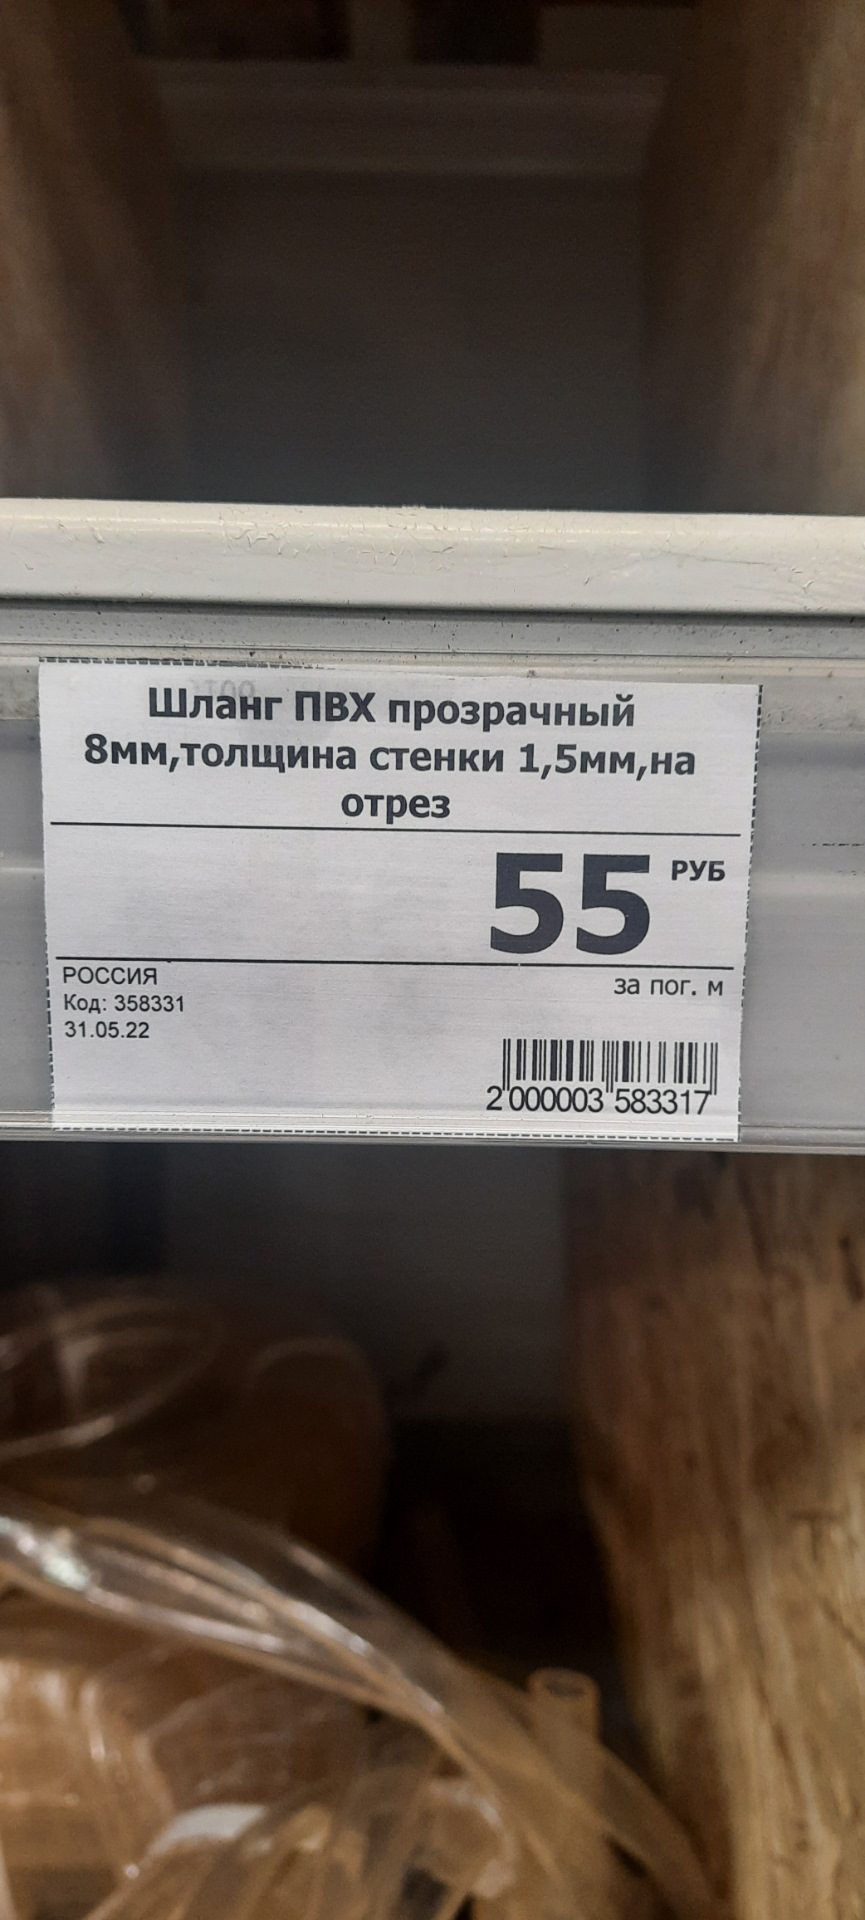 Шланг ПВХ прозрачный
8мм,толщина стенки 1,5мм,на
отрез
55 РУБ
РОССИЯ
за пог. м
Код: 358331
31.05.22
2 000003 583317